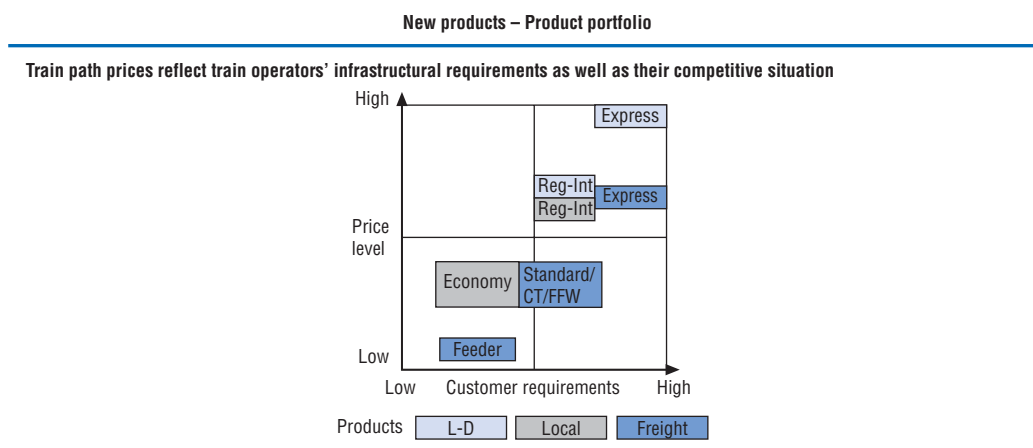 New products – Product portfolio
Train path prices reflect train operators’ infrastructural requirements as well as their competitive situation
High
Express
Reg-Int
Express
Reg-Int
Price
level
Economy
Standard/
CT/FFW
Feeder
Low
Low
Customer requirements
High
Products
L-D
Local
Freight